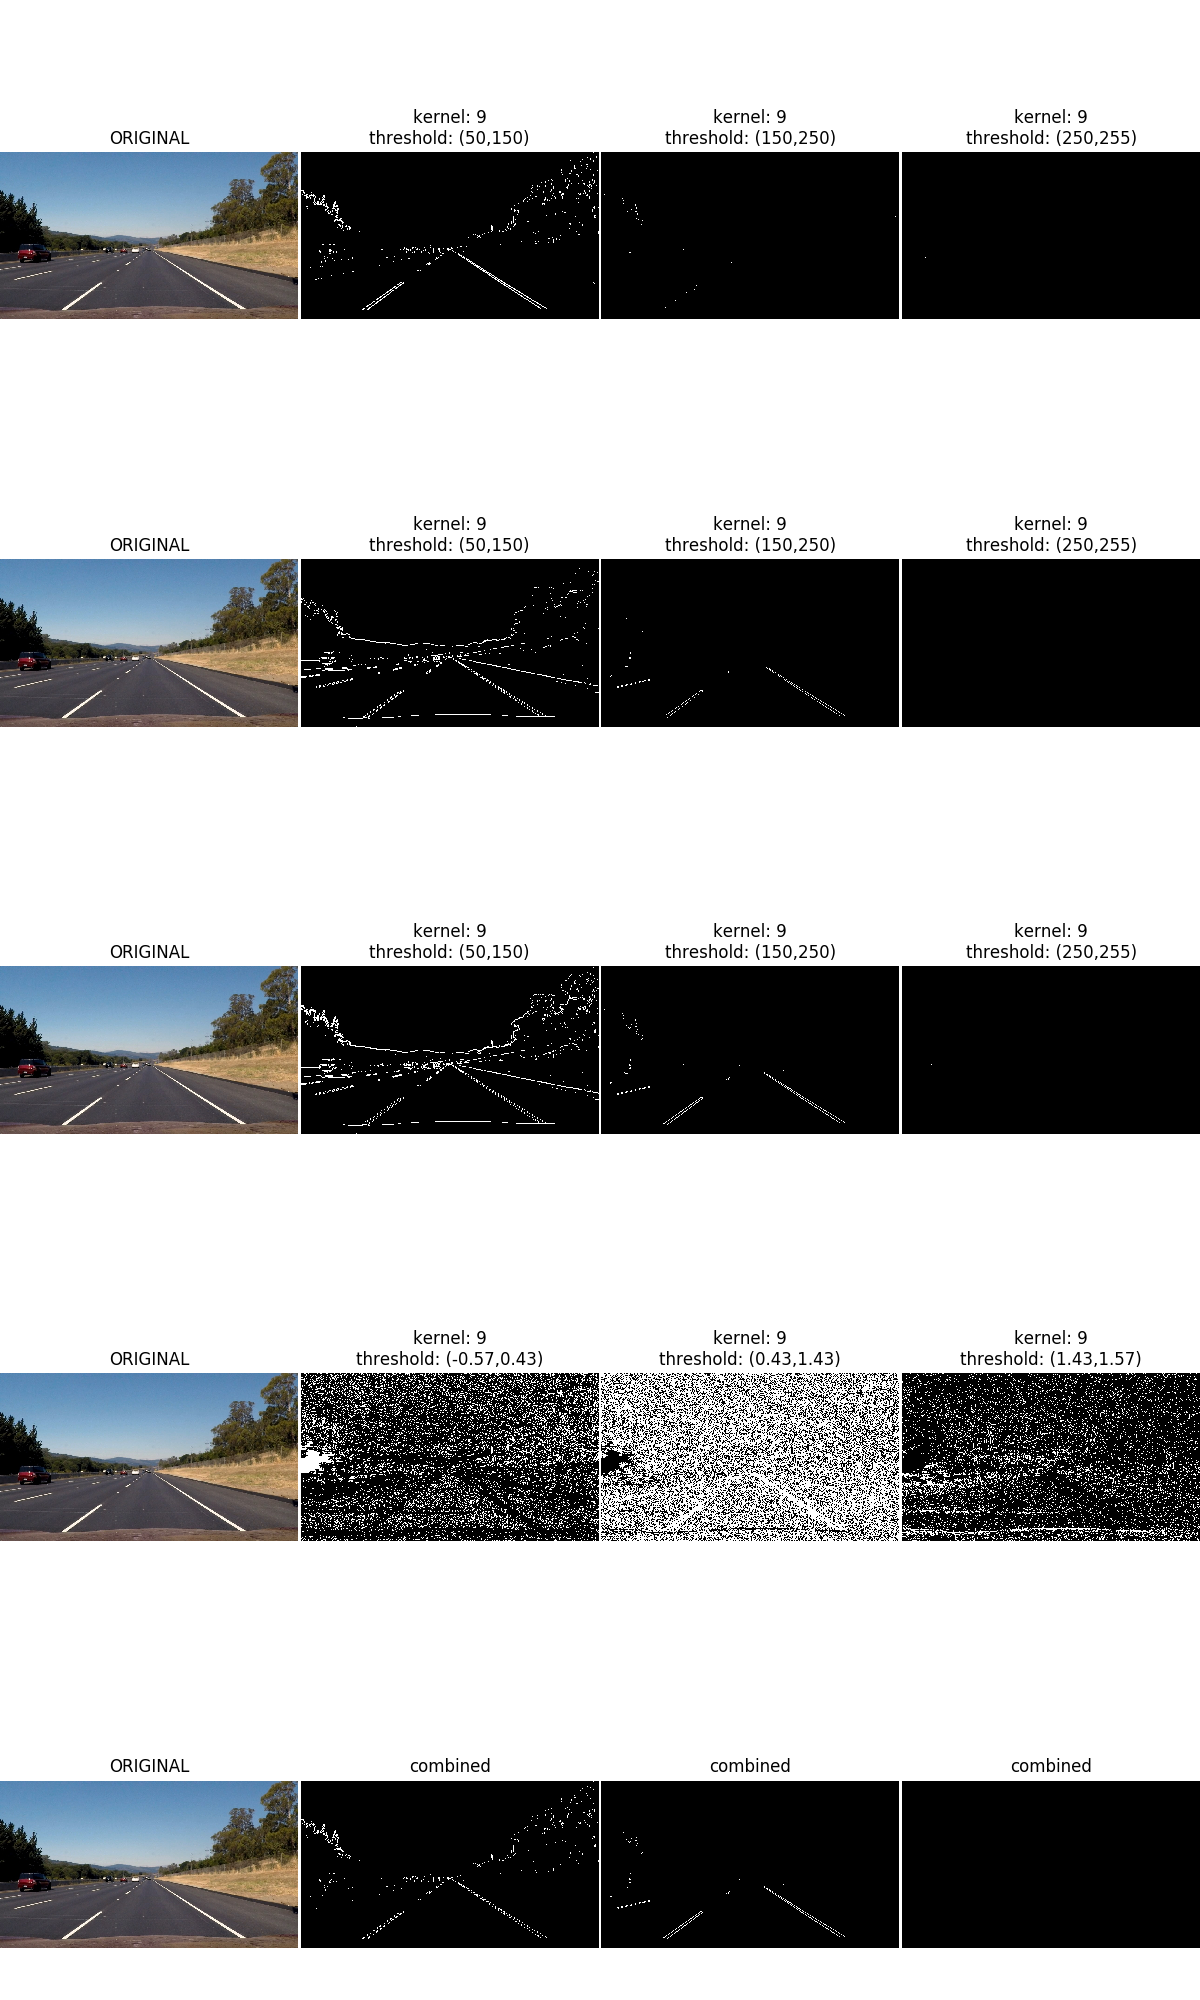 ORIGINAL
kernel: 9
threshold: (50,150)
kernel: 9
threshold: (150,250)
kernel: 9
threshold: (250,255)
ORIGINAL
kernel: 9
threshold: (50,150)
kernel: 9
threshold: (150,250)
kernel: 9
threshold: (250,255)
ORIGINAL
kernel: 9
threshold: (50,150)
kernel: 9
threshold: (150,250)
kernel: 9
threshold: (250,255)
ORIGINAL
kernel: 9
threshold: (-0.57,0.43)
kernel: 9
threshold: (0.43,1.43)
kernel: 9
threshold: (1.43,1.57)
ORIGINAL
combined
combined
combined